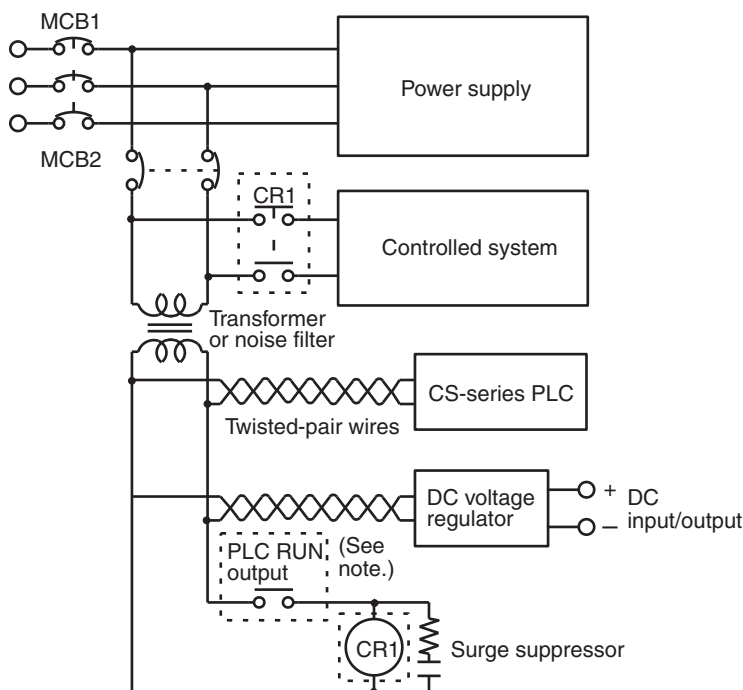 MCB1
Power supply
MCB2
CR1
Controlled system
Transformer
or noise filter
CS-series PLC
Twisted-pair wires
DC voltage
regulator
+
–
DC
input/output
PLC RUN
output
(See
note.)
CR1
Surge suppressor